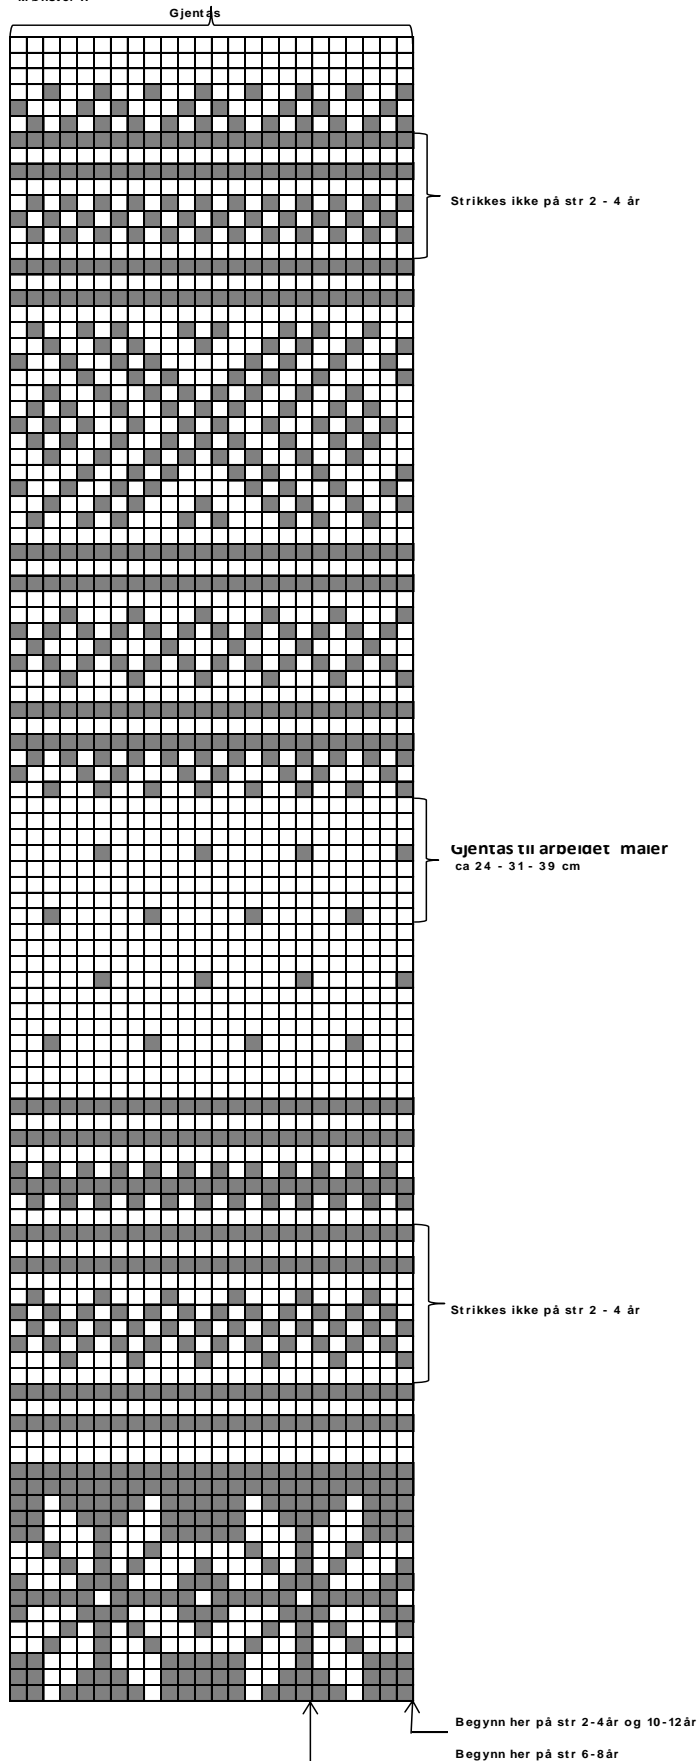 Gjentas
Strikkes ikke på str 2 - 4 år
Gjentas til arbeidet måler
ca 24 - 31 - 39 cm
Strikkes ikke på str 2 - 4 år
Begynn her på str 2-4år og 10-12år
Begynn her på str 6-8år